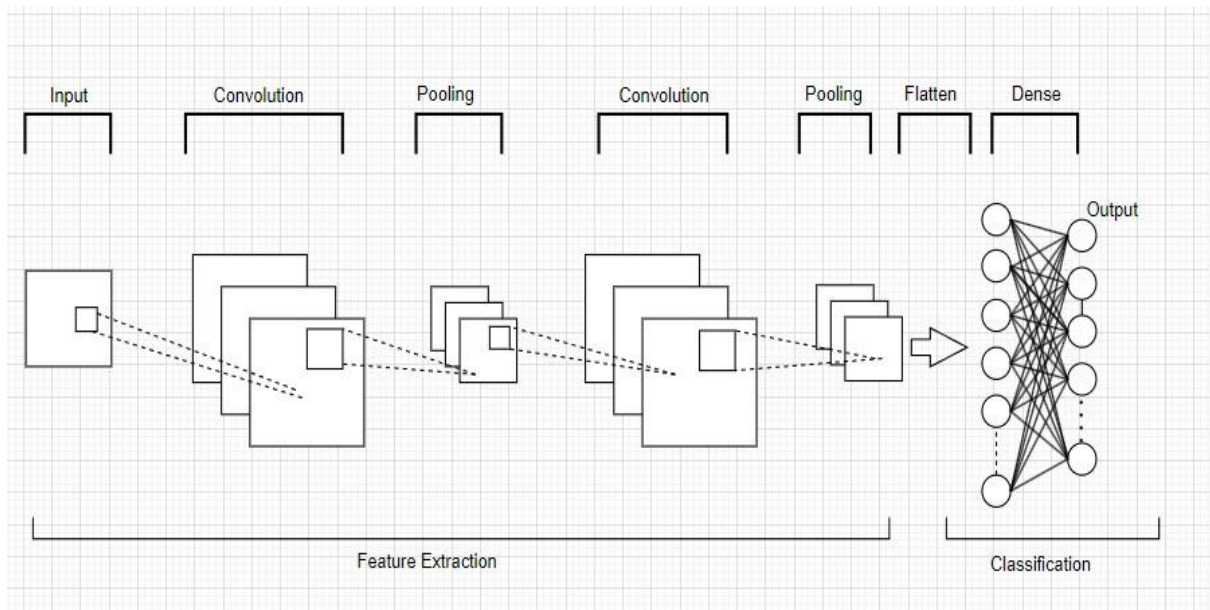 Input Convolution Pooling Convolution Pooling Flatten Dense
Output
Feature Extraction
Classification